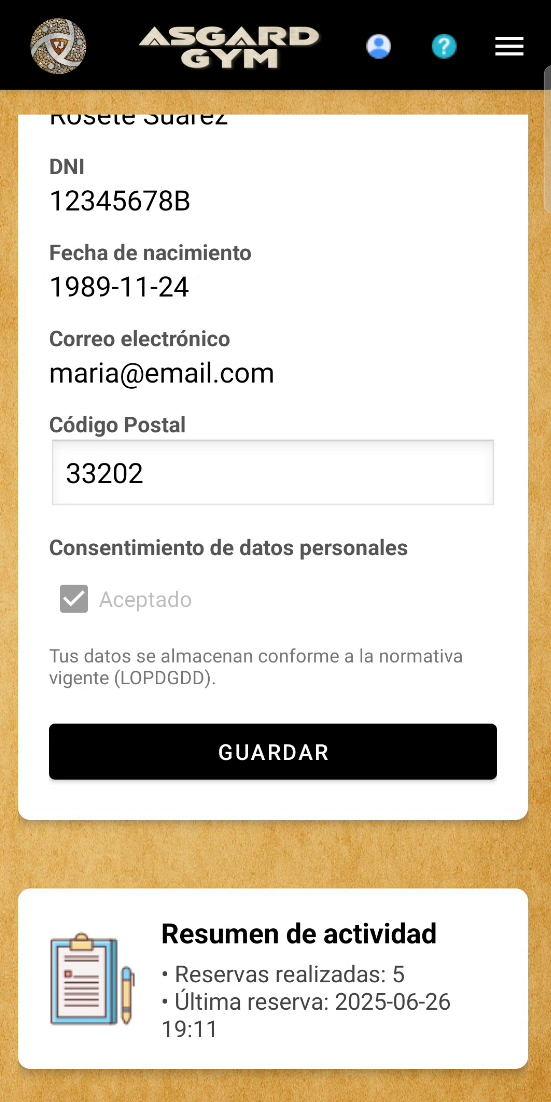 ASGARD
GYM
?
Rosete Suarez
DNI
12345678B
Fecha de nacimiento
1989-11-24
Correo electrónico
maria@email.com
Código Postal
33202
Consentimiento de datos personales
Aceptado
Tus datos se almacenan conforme a la normativa
vigente (LOPDGDD).
GUARDAR
Resumen de actividad
• Reservas realizadas: 5
• Última reserva: 2025-06-26
19:11